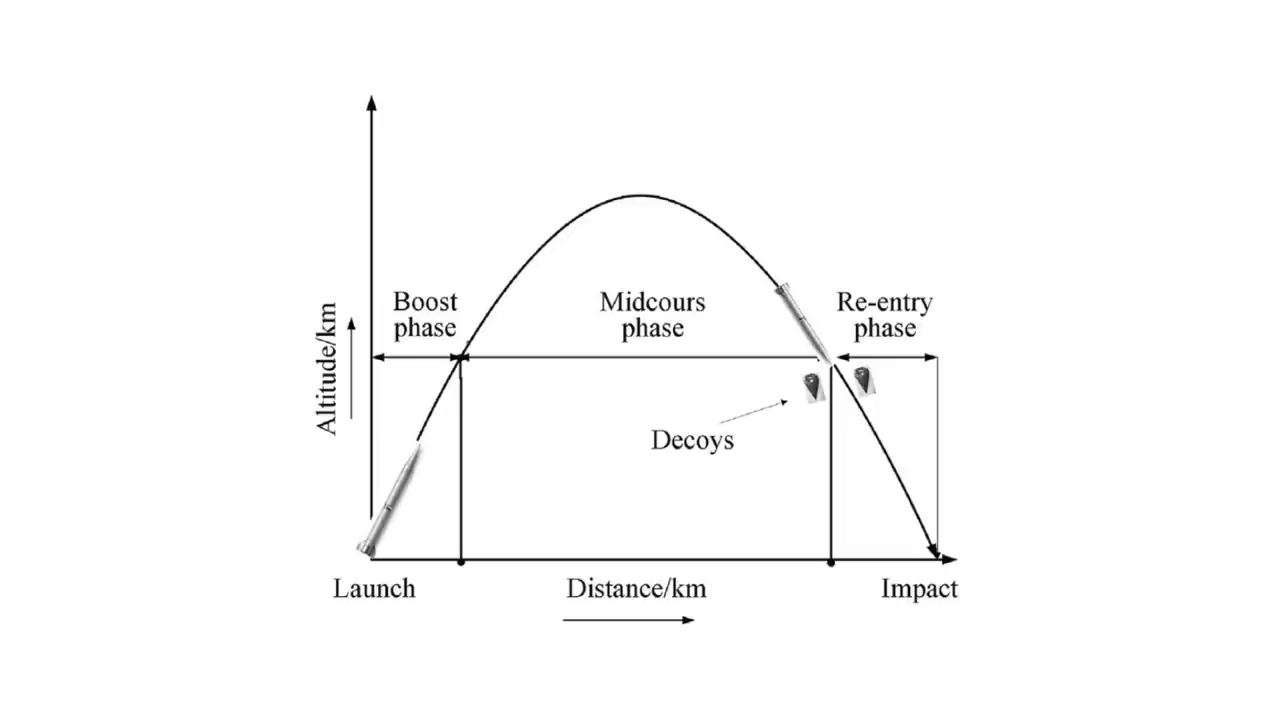 Boost
phase
Midcours
phase
Re-entry
phase
Altitude/km
Decoys
Launch
Distance/km
Impact